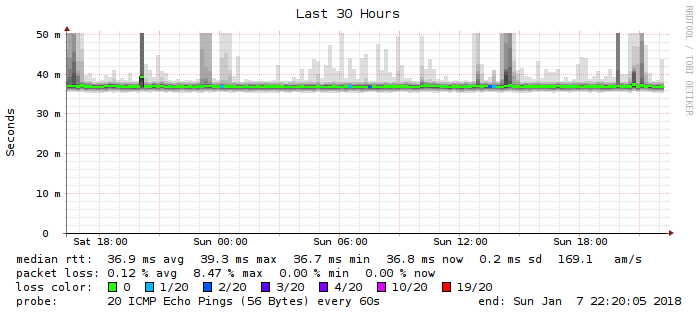 Last 30 Hours
RRDTOOL / TOBI OETIKER
Seconds
50 m
40 m
30 m
20 m
10 m
0
Sat 18:00 Sun 00:00 Sun 06:00 Sun 12:00 Sun 18:00
median rtt: 36.9 ms avg 39.3 ms max 36.7 ms min 36.8 ms now 0.2 ms sd 169.1 am/s
packet loss: 0.12 % avg 8.47 % max 0.00 % min 0.00 % now
loss color: 0 1/20 2/20 3/20 4/20 10/20 19/20
probe: 20 ICMP Echo Pings (56 Bytes) every 60s end: Sun Jan 7 22:20:05 2018